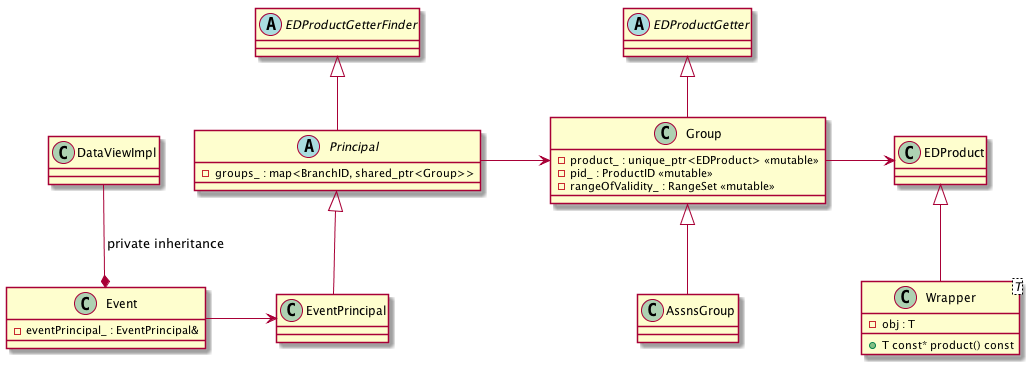 A EDProductGetterFinder
A EDProductGetter
C DataViewImpl
A Principal
groups_ : map<BranchID, shared_ptr<Group>>
C Group
product_ : unique_ptr<EDProduct> «mutable»
pid_ : ProductID «mutable»
rangeOfValidity_ : RangeSet «mutable»
C EDProduct
private inheritance
C Event
eventPrincipal_ : EventPrincipal&
C EventPrincipal
C AssnsGroup
C Wrapper T
obj : T
T const* product() const